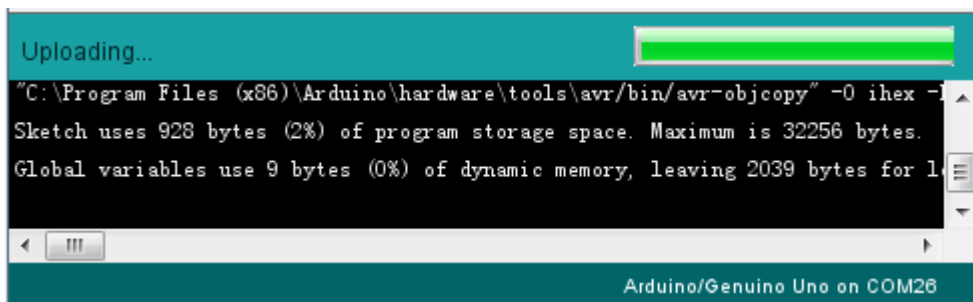 Uploading...
"C:\Program Files (x86)\Arduino\hardware\tools\avr/bin/avr-objcopy" -O ihex
Sketch uses 928 bytes (2%) of program storage space. Maximum is 32256 bytes.
Global variables use 9 bytes (0%) of dynamic memory, leaving 2039 bytes for
Arduino/Genuino Uno on COM26